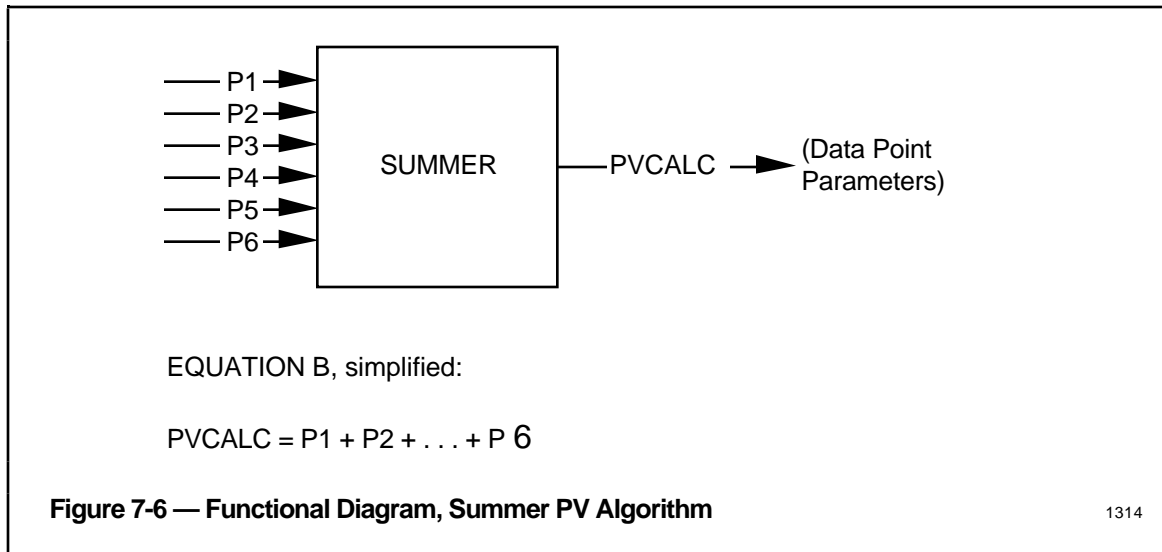 P1
P2
P3
P4
P5
P6
SUMMER
PVCALC
(Data Point
Parameters)
EQUATION B, simplified:
PVCALC = P1 + P2 + . . . + P 6
Figure 7-6 — Functional Diagram, Summer PV Algorithm
1314